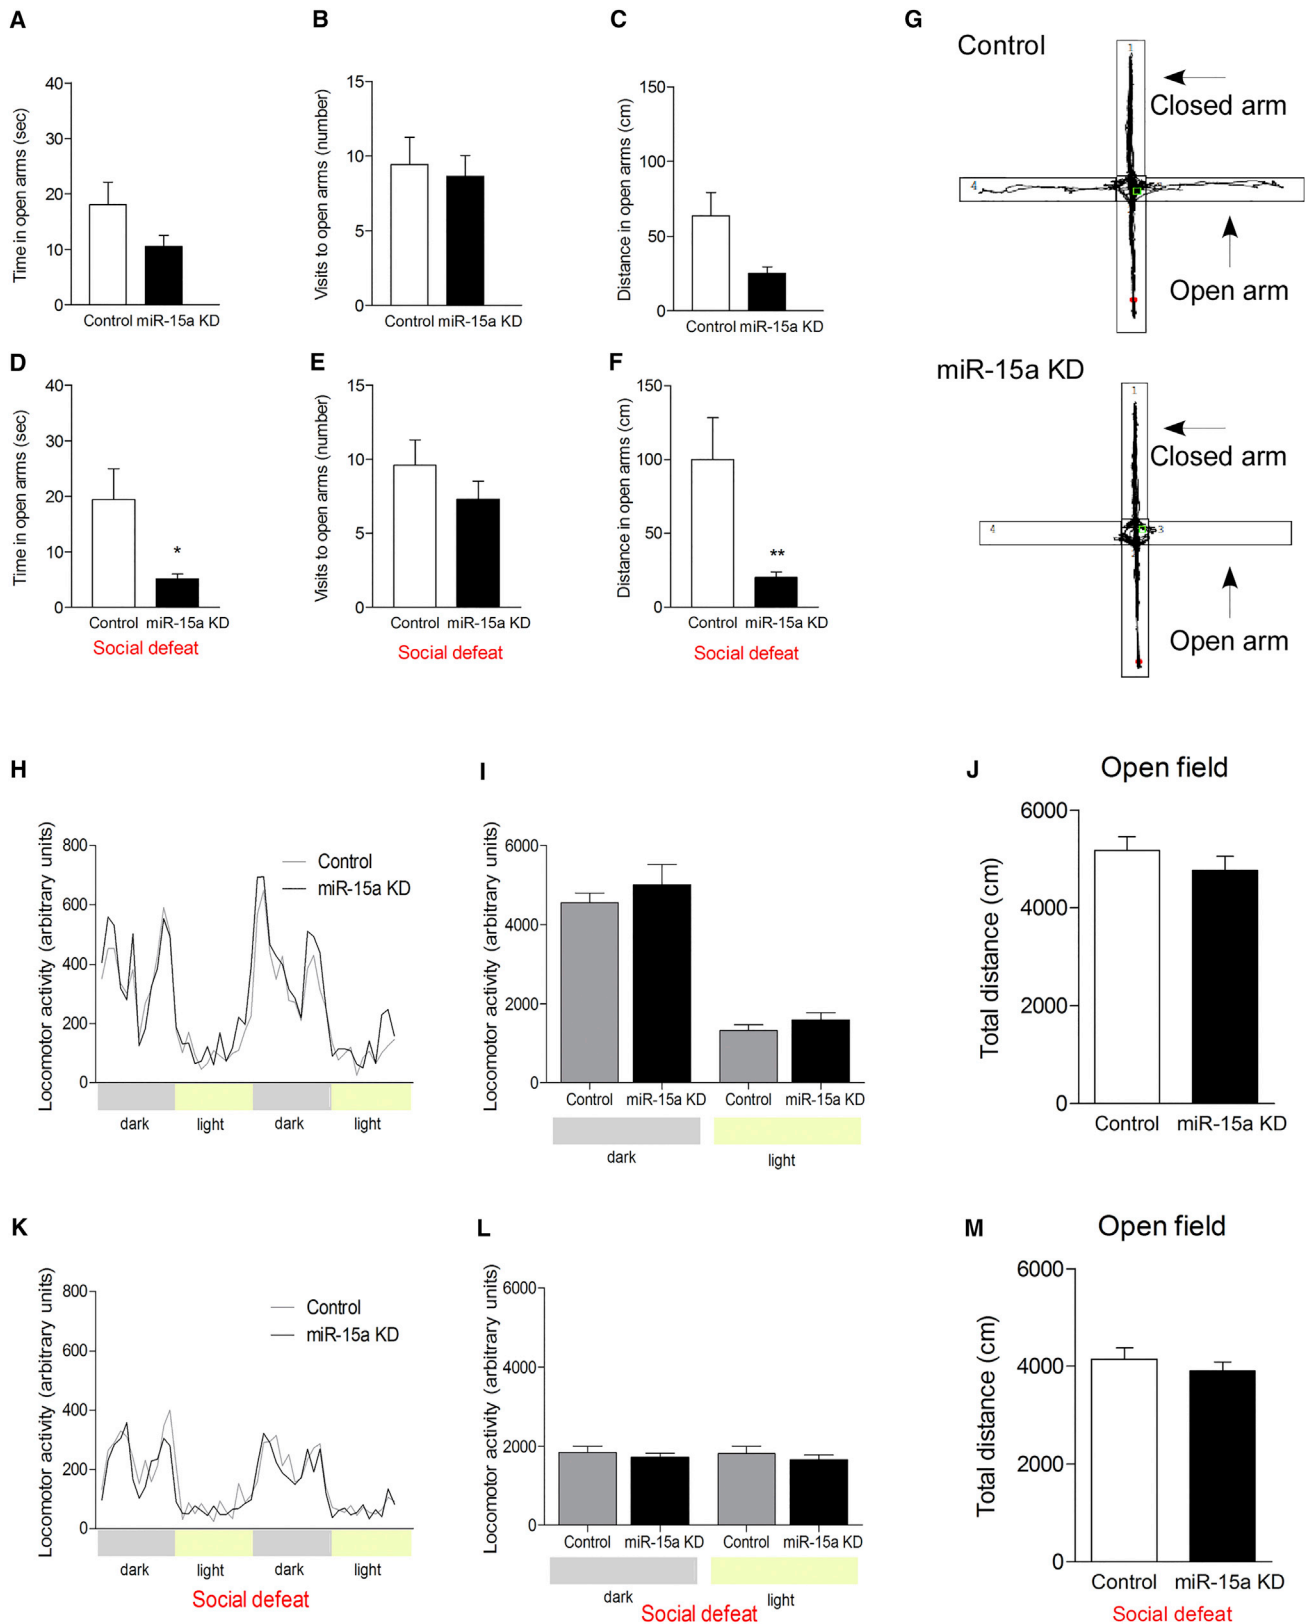 A
Time in open arms (sec)
40
30
20
10
0
Control miR-15a KD
B
Visits to open arms (number)
15
10
5
0
Control miR-15a KD
C
Distance in open arms (cm)
150
100
50
0
Control miR-15a KD
G
Control
1
Closed arm
4
Open arm
miR-15a KD
1
Closed arm
4
3
Open arm
D
Time in open arms (sec)
40
30
20
10
0
*
Control miR-15a KD
Social defeat
E
Visits to open arms (number)
15
10
5
0
Control miR-15a KD
Social defeat
F
Distance in open arms (cm)
150
100
50
0
**
Control miR-15a KD
Social defeat
H
Locomotor activity (arbitrary units)
800
600
400
200
0
Control
miR-15a KD
dark light dark light
I
Locomotor activity (arbitrary units)
6000
4000
2000
0
Control miR-15a KD Control miR-15a KD
dark light
J
Open field
Total distance (cm)
6000
4000
2000
0
Control miR-15a KD
K
Locomotor activity (arbitrary units)
800
600
400
200
0
Control
miR-15a KD
dark light dark light
Social defeat
L
Locomotor activity (arbitrary units)
6000
4000
2000
0
Control miR-15a KD Control miR-15a KD
dark light
Social defeat
M
Open field
Total distance (cm)
6000
4000
2000
0
Control miR-15a KD
Social defeat